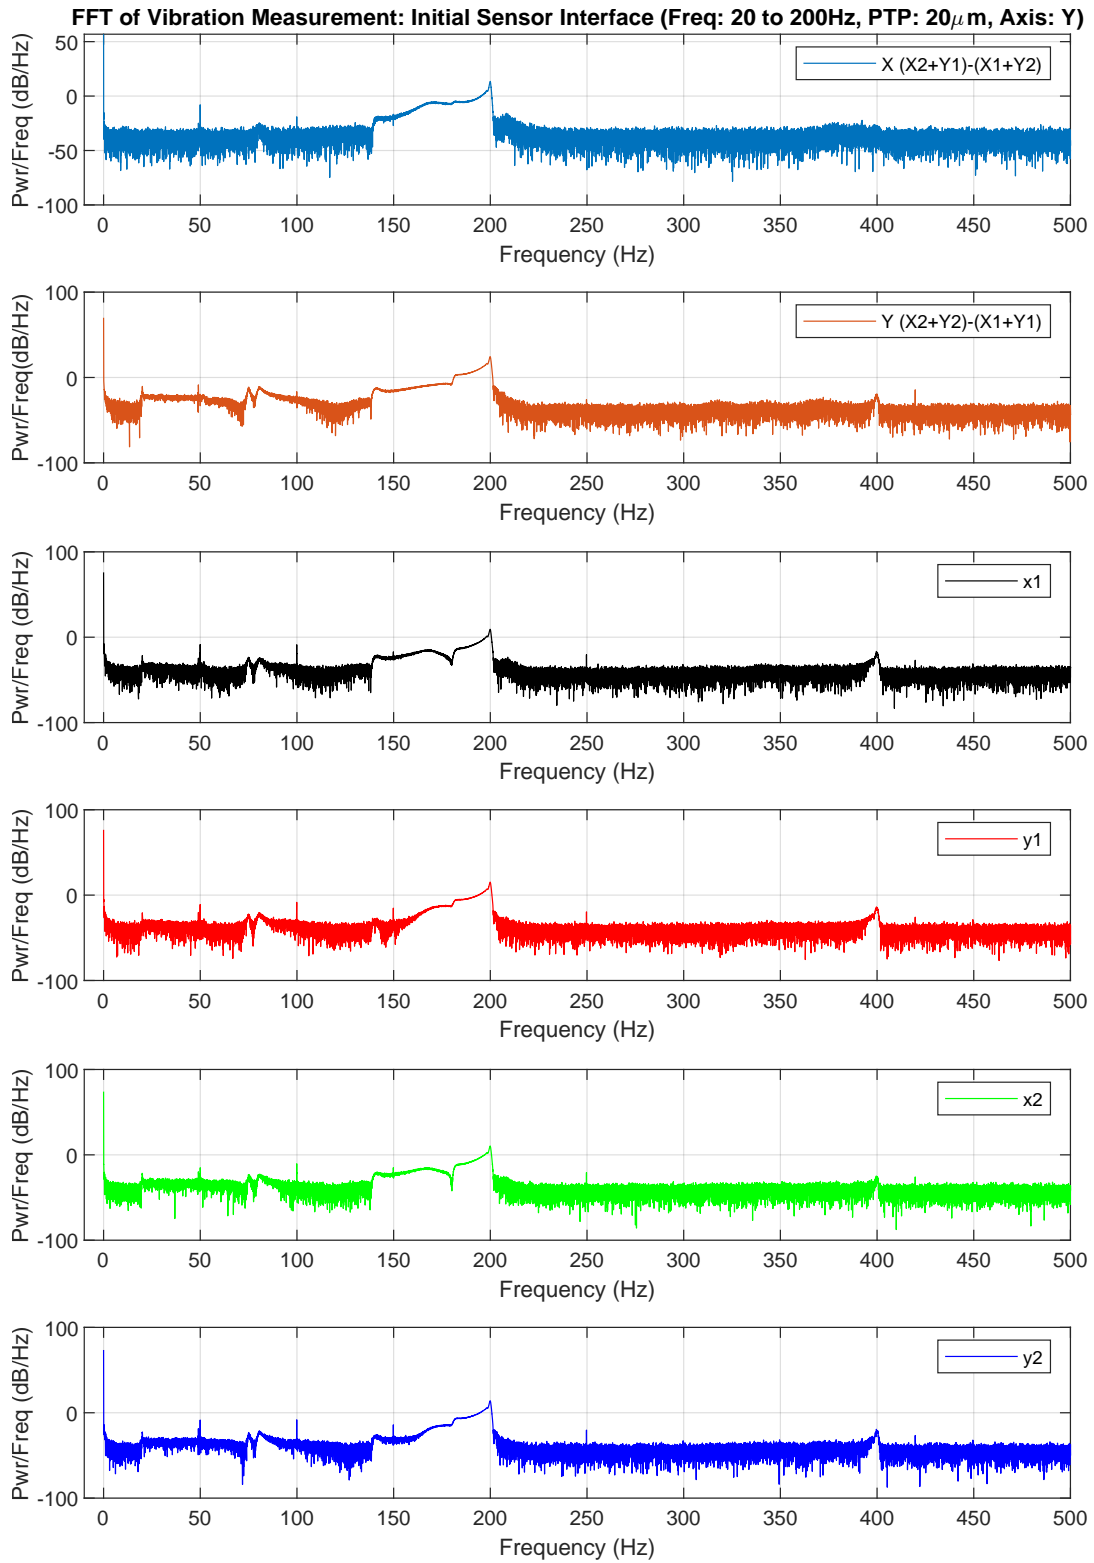 FFT of Vibration Measurement: Initial Sensor Interface (Freq: 20 to 200Hz, PTP: 20μm, Axis: Y)
Pwr/Freq (dB/Hz)
50
0
-50
-100
X (X2+Y1)-(X1+Y2)
0 50 100 150 200 250 300 350 400 450 500
Frequency (Hz)
Pwr/Freq(dB/Hz)
100
0
-100
Y (X2+Y2)-(X1+Y1)
0 50 100 150 200 250 300 350 400 450 500
Frequency (Hz)
Pwr/Freq (dB/Hz)
100
0
-100
x1
0 50 100 150 200 250 300 350 400 450 500
Frequency (Hz)
Pwr/Freq (dB/Hz)
100
0
-100
y1
0 50 100 150 200 250 300 350 400 450 500
Frequency (Hz)
Pwr/Freq (dB/Hz)
100
0
-100
x2
0 50 100 150 200 250 300 350 400 450 500
Frequency (Hz)
Pwr/Freq (dB/Hz)
100
0
-100
y2
0 50 100 150 200 250 300 350 400 450 500
Frequency (Hz)